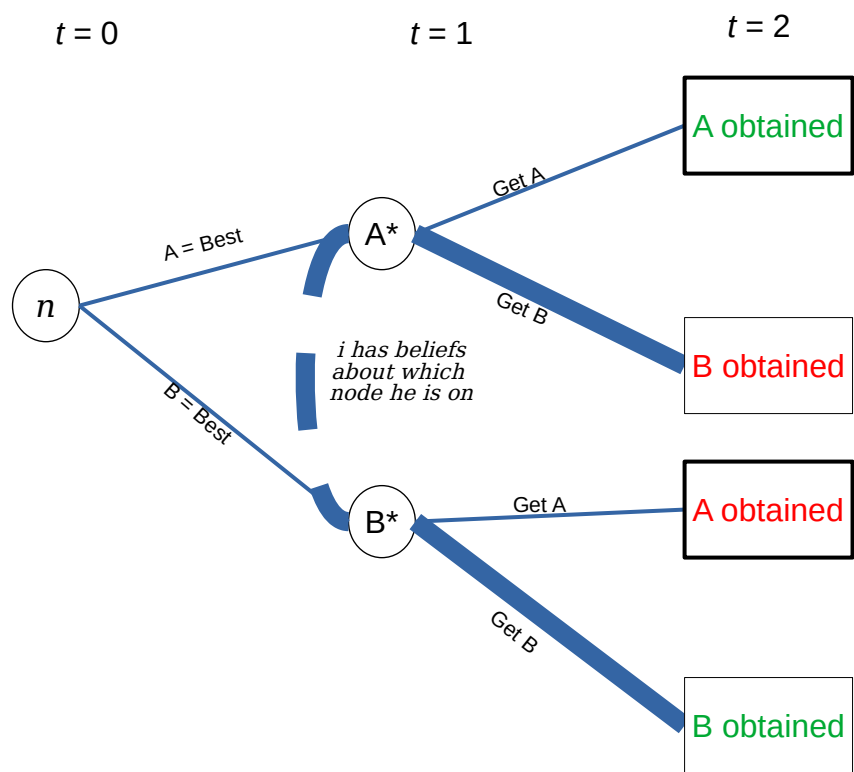 t = 0
t = 1
t = 2
A obtained
Get A
A = Best
A*
n
Get B
i has beliefs
about which
node he is on
B obtained
B = Best
B*
Get A
A obtained
Get B
B obtained